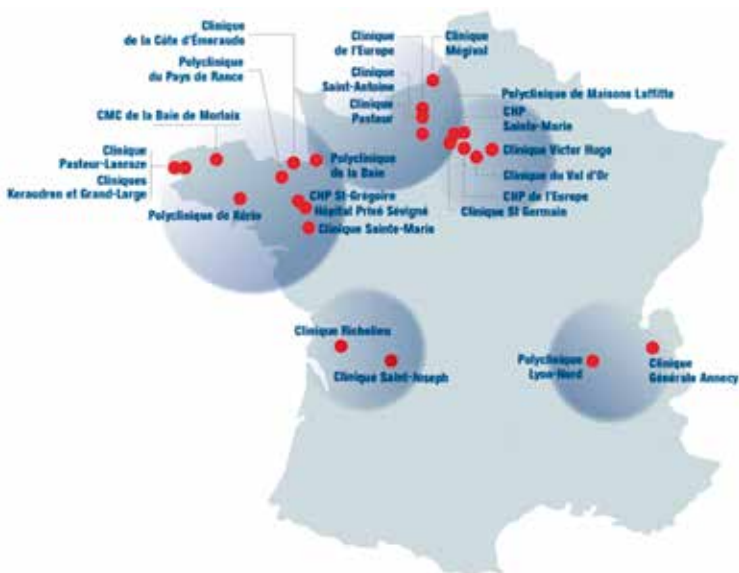 Clinique
de la Côte d'Émeraude
Polyclinique
du Pays de Rance
CMC de la Baie de Morlaix
Clinique
Pasteur-Lanroze
Cliniques
Keraudren et Grand-Large
Polyclinique de Kério
Polyclinique
de la Baie
CHP St-Grégoire
Hôpital Privé Sévigné
Clinique Sainte-Marie
Clinique
de l'Europe
Clinique
Mégival
Clinique
Saint-Antoine
Clinique
Pasteur
Polyclinique de Maisons Laffitte
CHP
Sainte-Marie
Clinique Victor Hugo
Clinique du Val d'Or
CHP de l'Europe
Clinique St Germain
Clinique Richelieu
Clinique Saint-Joseph
Polyclinique
Lyon-Nord
Clinique
Générale Annecy